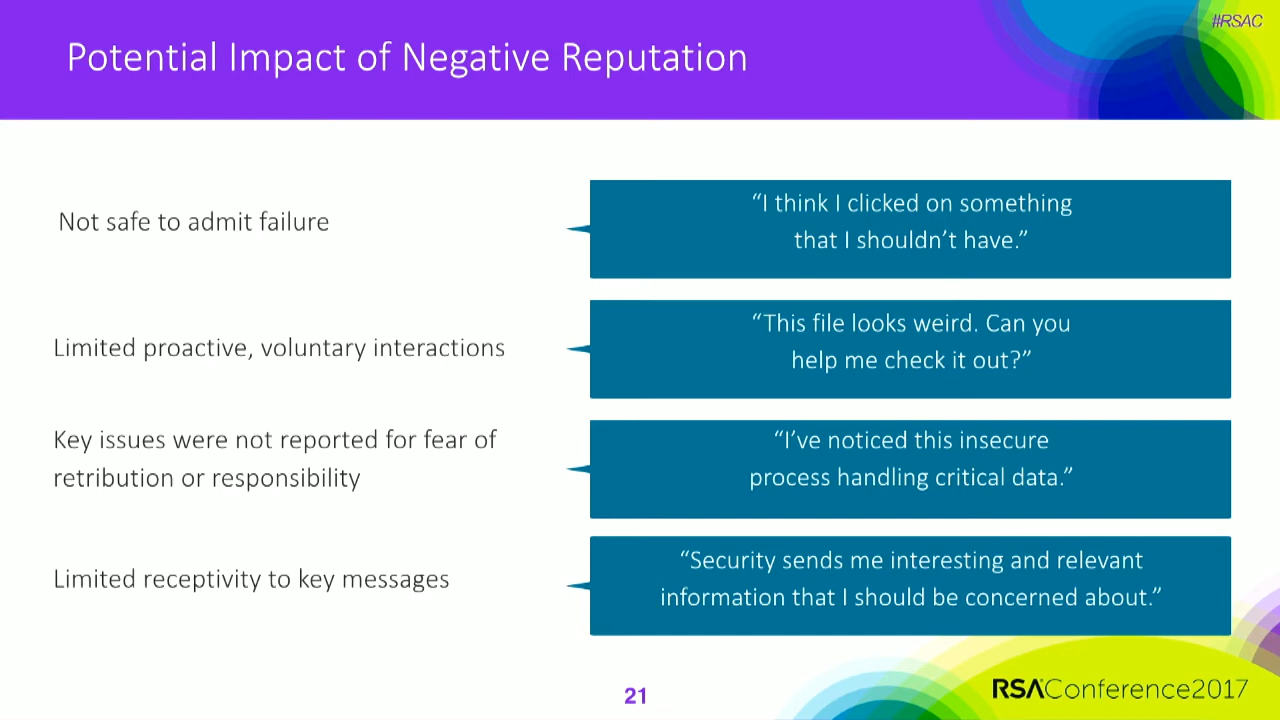 #RSAC
Potential Impact of Negative Reputation
Not safe to admit failure
“I think I clicked on something
that I shouldn’t have.”
Limited proactive, voluntary interactions
“This file looks weird. Can you
help me check it out?”
Key issues were not reported for fear of
retribution or responsibility
“I’ve noticed this insecure
process handling critical data.”
Limited receptivity to key messages
“Security sends me interesting and relevant
information that I should be concerned about.”
21
RSAConference2017